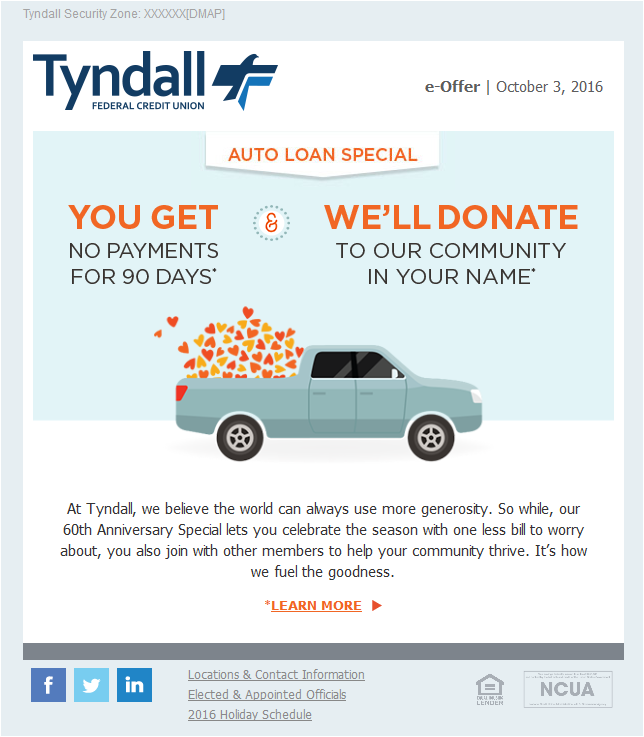 Tyndall Security Zone: XXXXXX[DMAP]
Tyndall
FEDERAL CREDIT UNION
e-Offer | October 3, 2016
AUTO LOAN SPECIAL
YOU GET & WE'LL DONATE
NO PAYMENTS TO OUR COMMUNITY
FOR 90 DAYS* IN YOUR NAME*
At Tyndall, we believe the world can always use more generosity. So while, our
60th Anniversary Special lets you celebrate the season with one less bill to worry
about, you also join with other members to help your community thrive. It's how
we fuel the goodness.
*LEARN MORE
f in
Locations & Contact Information
Elected & Appointed Officials
2016 Holiday Schedule
LENDER
NCUA